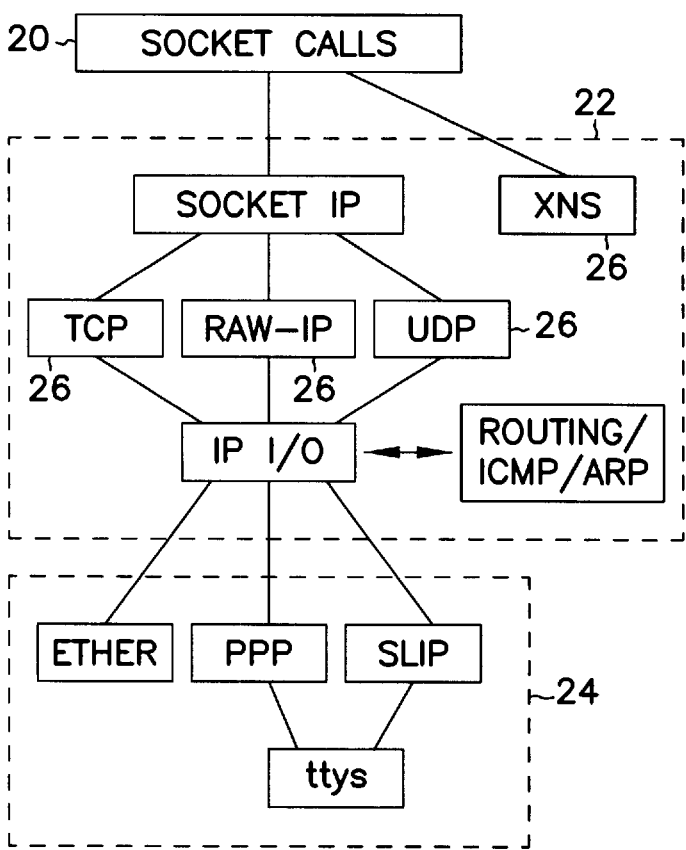 20
SOCKET CALLS
22
SOCKET IP
XNS
26
TCP
RAW-IP
UDP
26
26
26
IP I/O
ROUTING/
ICMP/ARP
ETHER
PPP
SLIP
24
ttys